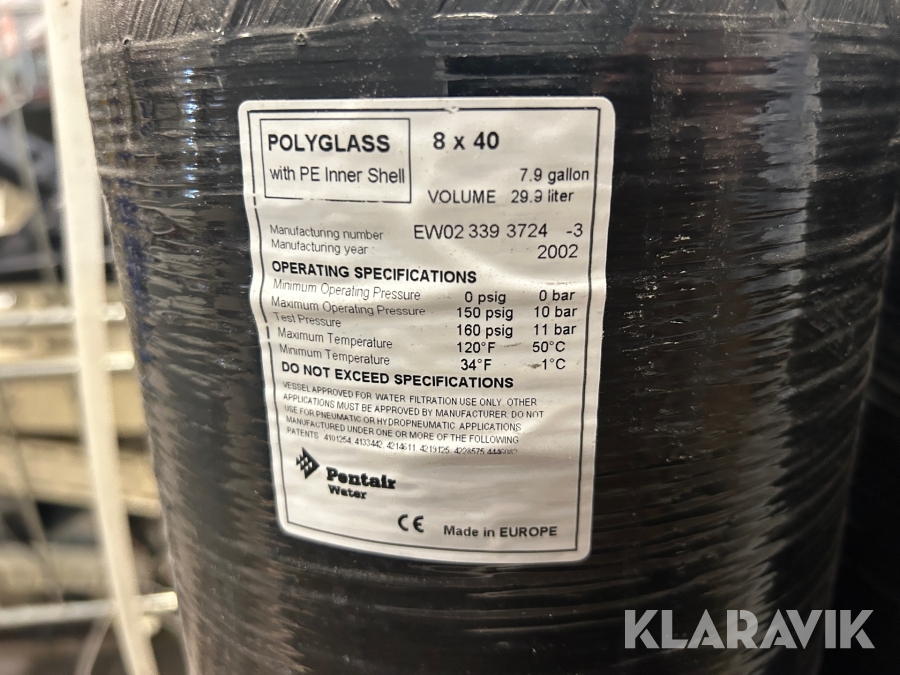 POLYGLASS
with PE Inner Shell
8 x 40
7.9 gallon
VOLUME 29.9 liter
Manufacturing number EW02 339 3724 -3
Manufacturing year 2002
OPERATING SPECIFICATIONS
Minimum Operating Pressure 0 psig 0 bar
Maximum Operating Pressure 150 psig 10 bar
Test Pressure 160 psig 11 bar
Maximum Temperature 120°F 50°C
Minimum Temperature 34°F 1°C
DO NOT EXCEED SPECIFICATIONS
VESSEL APPROVED FOR WATER FILTRATION USE ONLY. OTHER
APPLICATIONS MUST BE APPROVED BY MANUFACTURER. DO NOT
USE FOR PNEUMATIC OR HYDROPNEUMATIC APPLICATIONS
MANUFACTURED UNDER ONE OR MORE OF THE FOLLOWING
PATENTS 4101254, 4133442, 4214611, 4219125, 4228575,
Pentair
Water
CE Made in EUROPE
KLARAVIK